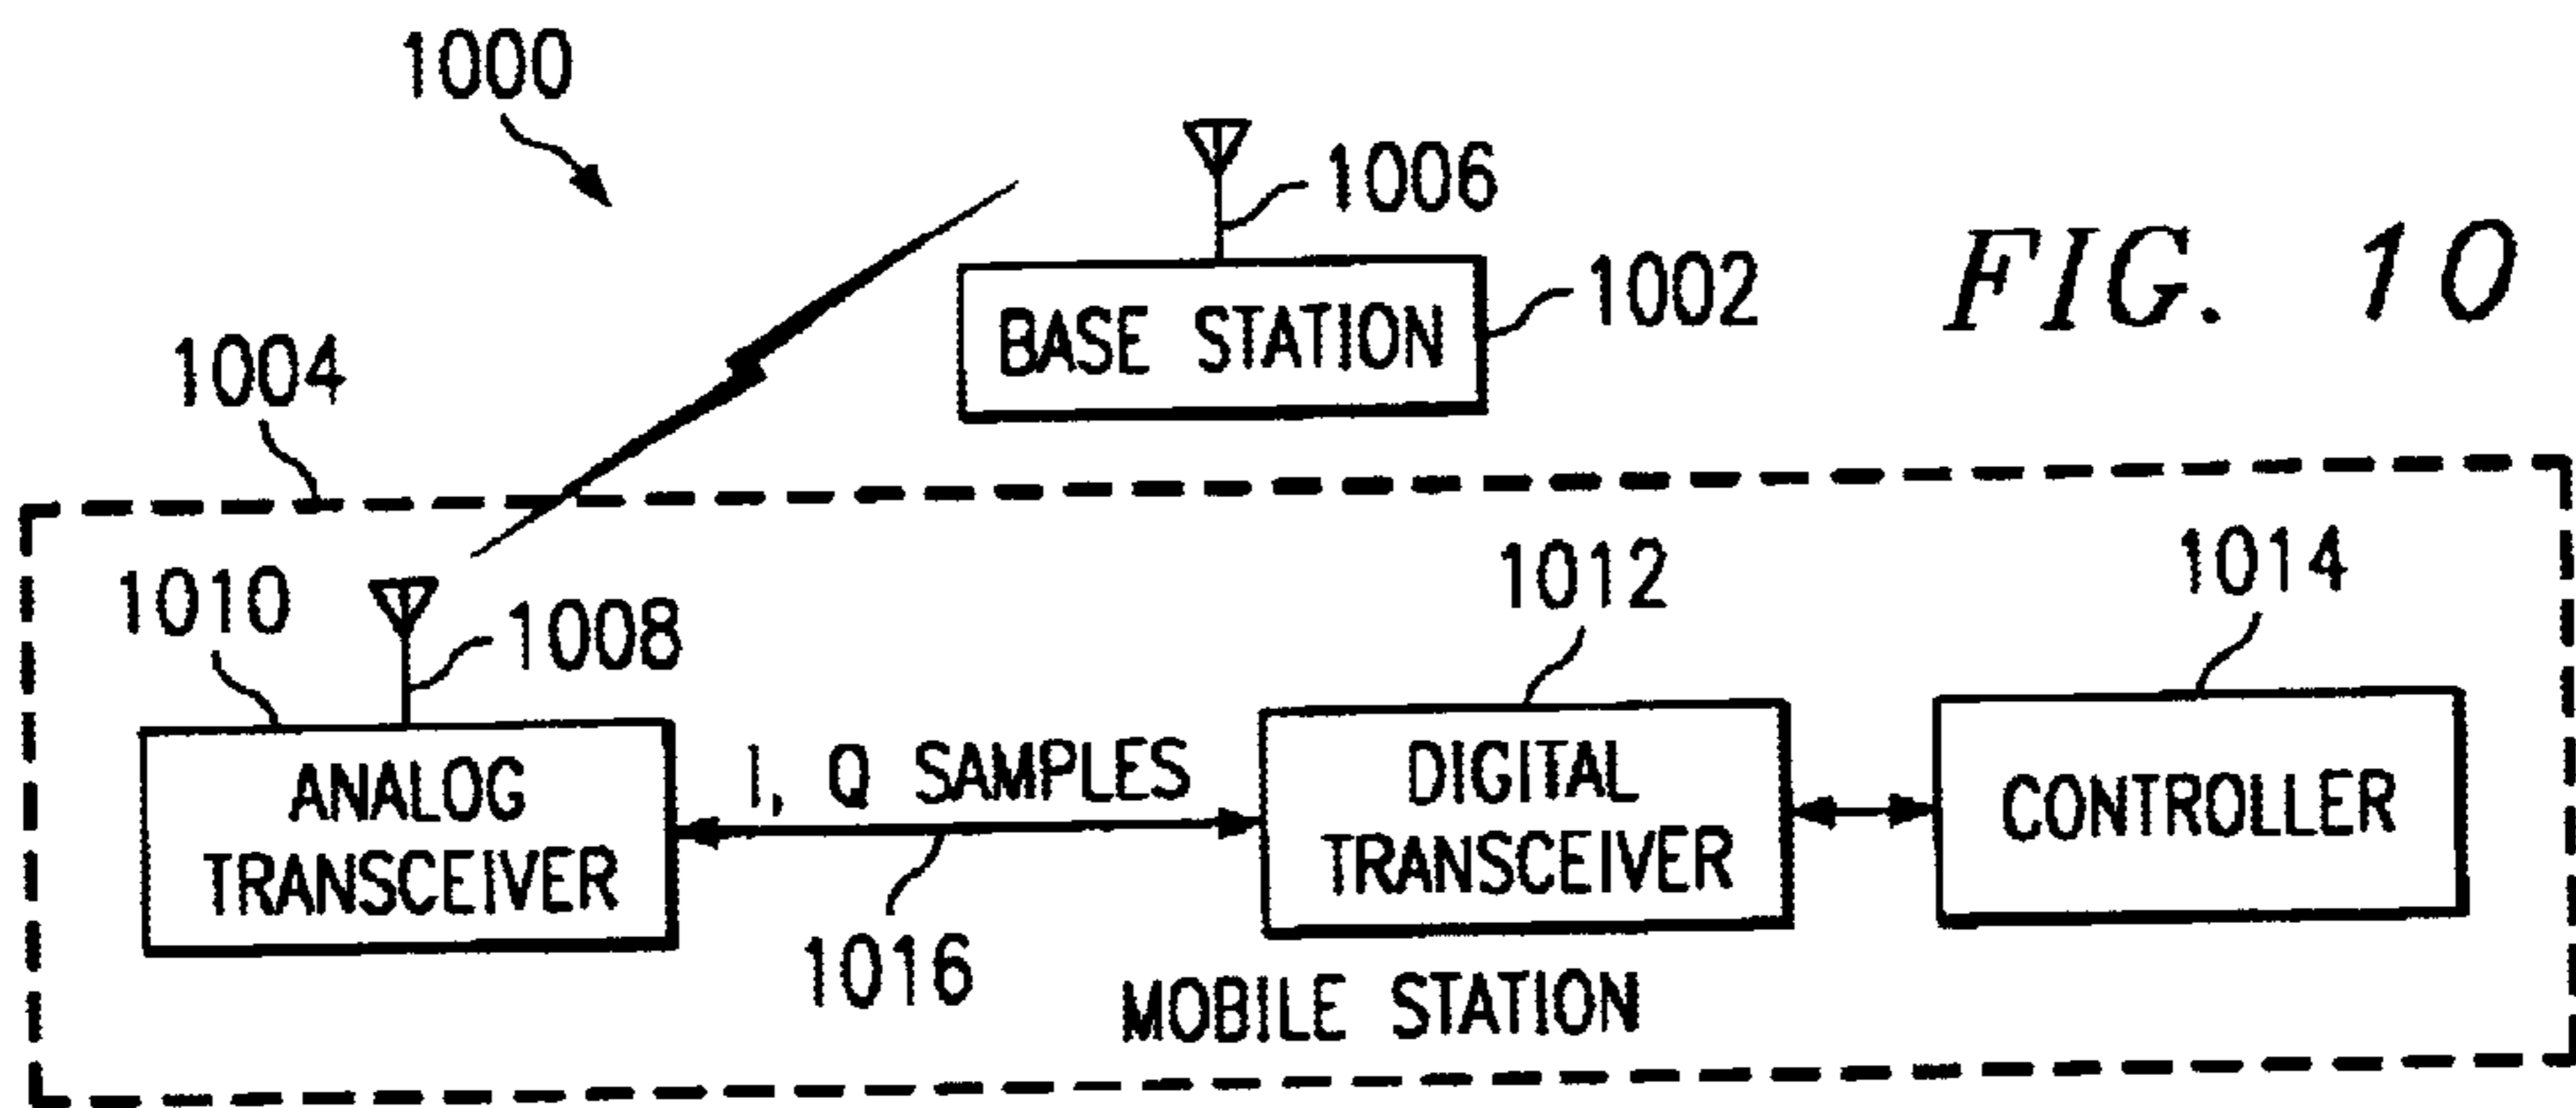 1000
1006
FIG. 10
BASE STATION
1002
1004
1010
1008
1012
1014
ANALOG
TRANSCEIVER
I, Q SAMPLES
1016
DIGITAL
TRANSCEIVER
CONTROLLER
MOBILE STATION